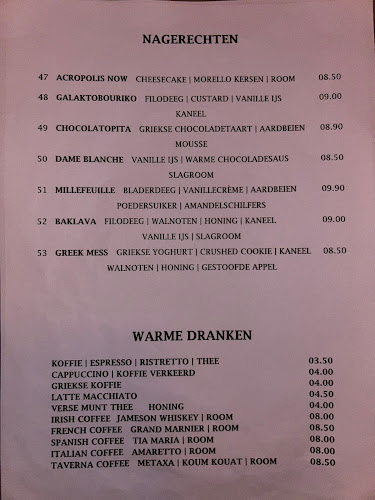 NAGERECHTEN
47 ACROPOLIS NOW CHEESECAKE | MORELLO KERSEN | ROOM 08.50
48 GALAKTOBOURIKO FILODEEG | CUSTARD | VANILLE IJS 09.00
KANEEL
49 CHOCOLATOPITA GRIEKSE CHOCOLADETAART | AARDBEIEN 08.90
MOUSSE
50 DAME BLANCHE VANILLE IJS | WARME CHOCOLADESAUS 08.50
SLAGROOM
51 MILLEFEUILLE BLADERDEEG | VANILLECRÈME | AARDBEIEN 09.90
POEDERSUIKER | AMANDELSCHILFERS
52 BAKLAVA FILODEEG | WALNOTEN | HONING | KANEEL 09.00
VANILLE IJS | SLAGROOM
53 GREEK MESS GRIEKSE YOGHURT | CRUSHED COOKIE | KANEEL 08.50
WALNOTEN | HONING | GESTOOFDE APPEL
WARME DRANKEN
KOFFIE | ESPRESSO | RISTRETTO | THEE 03.50
CAPPUCCINO | KOFFIE VERKEERD 04.00
GRIEKSE KOFFIE 04.00
LATTE MACCHIATO 04.50
VERSE MUNT THEE HONING 04.00
IRISH COFFEE JAMESON WHISKEY | ROOM 08.00
FRENCH COFFEE GRAND MARNIER | ROOM 08.50
SPANISH COFFEE TIA MARIA | ROOM 08.00
ITALIAN COFFEE AMARETTO | ROOM 08.00
TAVERNA COFFEE METAXA | KOUM KOUAT | ROOM 08.50